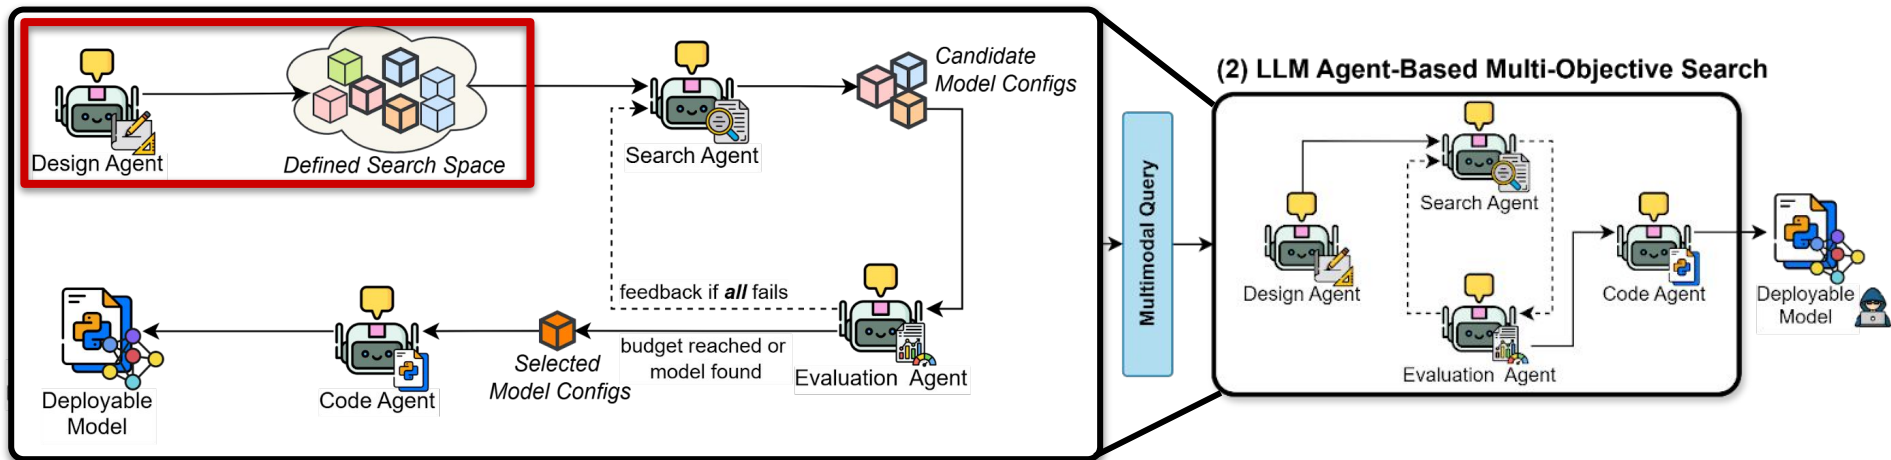 Design Agent
Defined Search Space
Search Agent
Candidate
Model Configs
feedback if all fails
budget reached or
model found
Evaluation Agent
Selected
Model Configs
Code Agent
Deployable
Model
Multimodal Query
(2) LLM Agent-Based Multi-Objective Search
Search Agent
Design Agent
Evaluation Agent
Code Agent
Deployable
Model